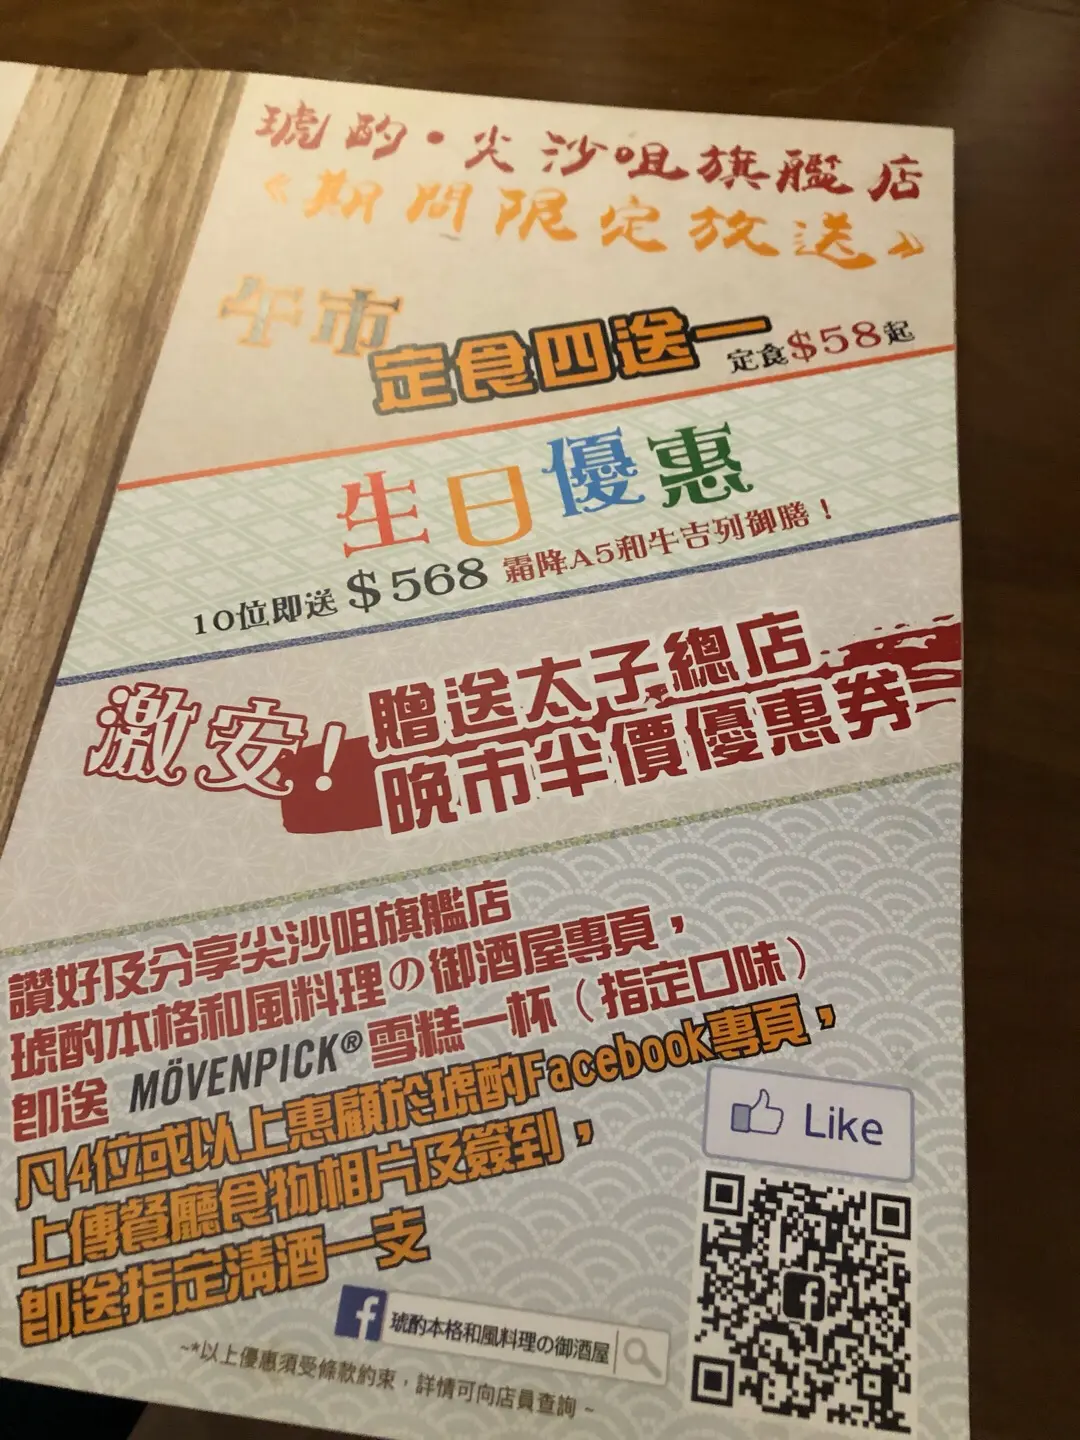 琥酌・尖沙咀旗艦店
《期間限定放送》
午市
定食四送一 定食$58起
生日優惠
10位即送 $568 霜降A5和牛吉列御膳！
激安！
贈送太子總店
晚市半價優惠券
讚好及分享尖沙咀旗艦店
琥酌本格和風料理の御酒屋專頁，
即送 MÖVENPICK® 雪糕一杯（指定口味）
凡4位或以上惠顧於琥酌Facebook專頁，
上傳餐廳食物相片及簽到，
即送指定清酒一支
Like
f 琥酌本格和風料理の御酒屋
~*以上優惠須受條款約束，詳情可向店員查詢 ~